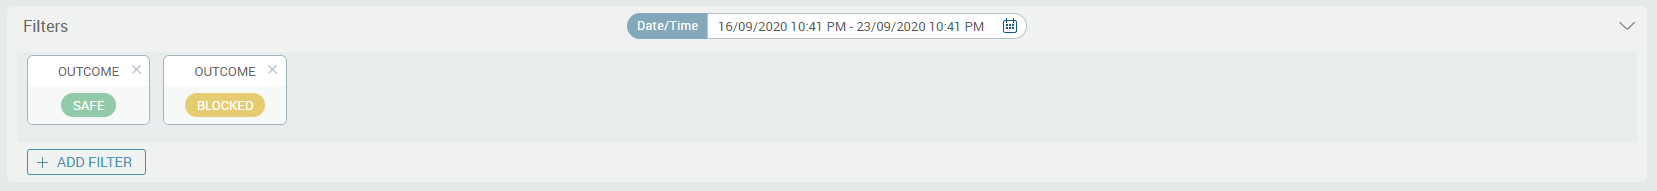 Filters
Date/Time 16/09/2020 10:41 PM - 23/09/2020 10:41 PM
OUTCOME
SAFE
OUTCOME
BLOCKED
+ ADD FILTER